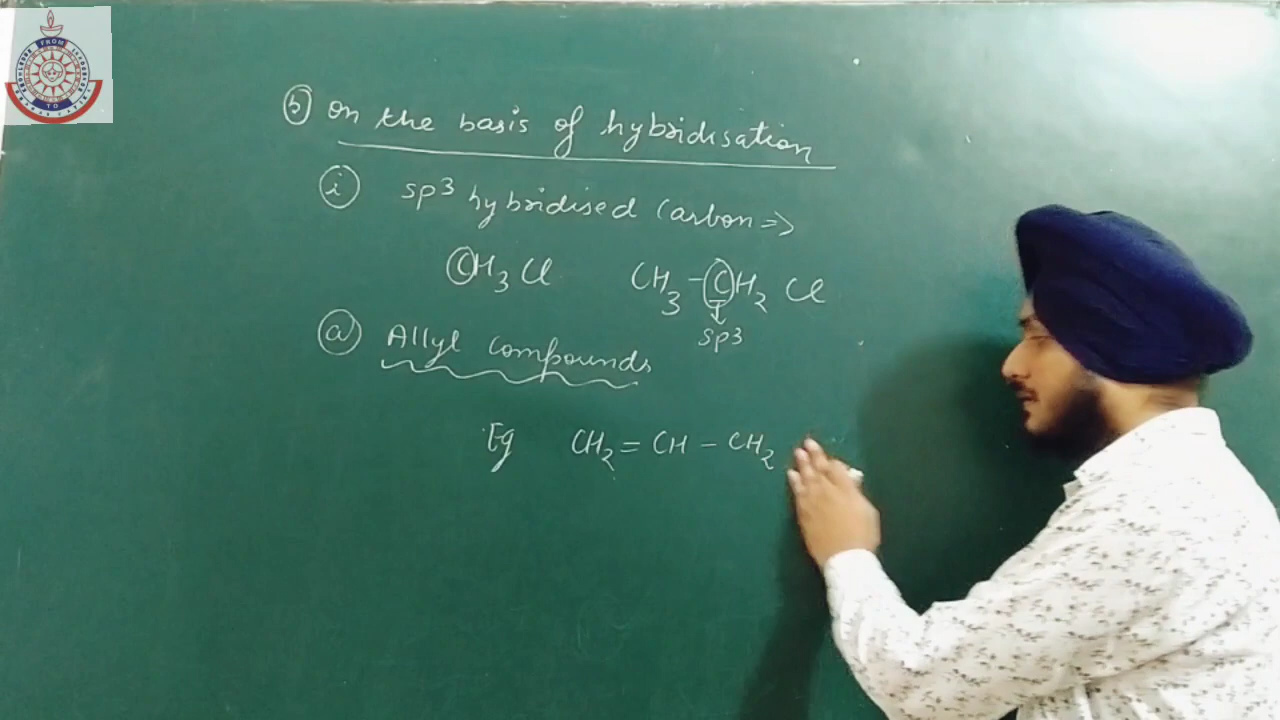 b on the basis of hybridisation
i sp3 hybridised Carbon =>
CH3 Cl CH3 - CH2 Cl
sp3
a Allyl Compounds
Eg CH2 = CH - CH2